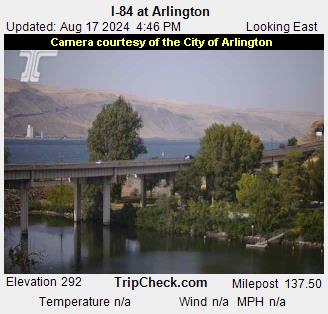 I-84 at Arlington
Updated: Aug 17 2024 4:46 PM Looking East
Camera courtesy of the City of Arlington
Elevation 292 TripCheck.com Milepost 137.50
Temperature n/a Wind n/a MPH n/a